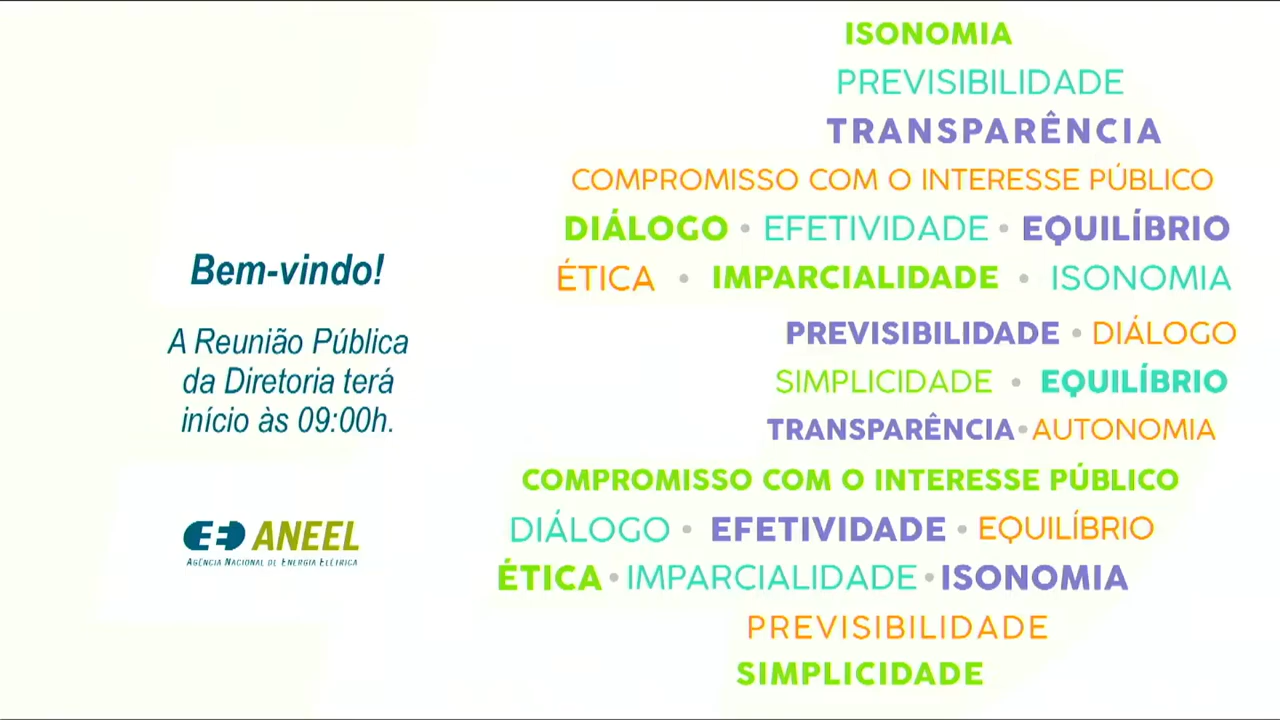 Bem-vindo!
A Reunião Pública
da Diretoria terá
início às 09:00h.
ANEEL
AGÊNCIA NACIONAL DE ENERGIA ELÉTRICA
ISONOMIA
PREVISIBILIDADE
TRANSPARÊNCIA
COMPROMISSO COM O INTERESSE PÚBLICO
DIÁLOGO • EFETIVIDADE • EQUILÍBRIO
ÉTICA • IMPARCIALIDADE • ISONOMIA
PREVISIBILIDADE • DIÁLOGO
SIMPLICIDADE • EQUILÍBRIO
TRANSPARÊNCIA • AUTONOMIA
COMPROMISSO COM O INTERESSE PÚBLICO
DIÁLOGO • EFETIVIDADE • EQUILÍBRIO
ÉTICA • IMPARCIALIDADE • ISONOMIA
PREVISIBILIDADE
SIMPLICIDADE